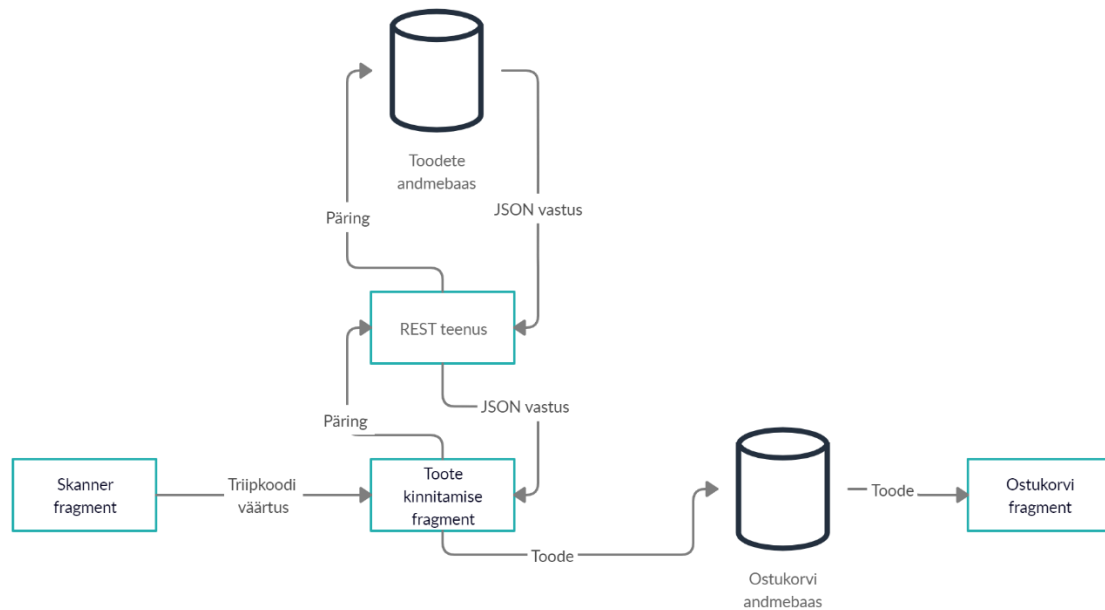 Toodete
andmebaas
Päring
JSON vastus
REST teenus
Päring
JSON vastus
Skanner
fragment
Triipkoodi
väärtus
Toote
kinnitamise
fragment
Toode
Ostukorvi
andmebaas
Toode
Ostukorvi
fragment